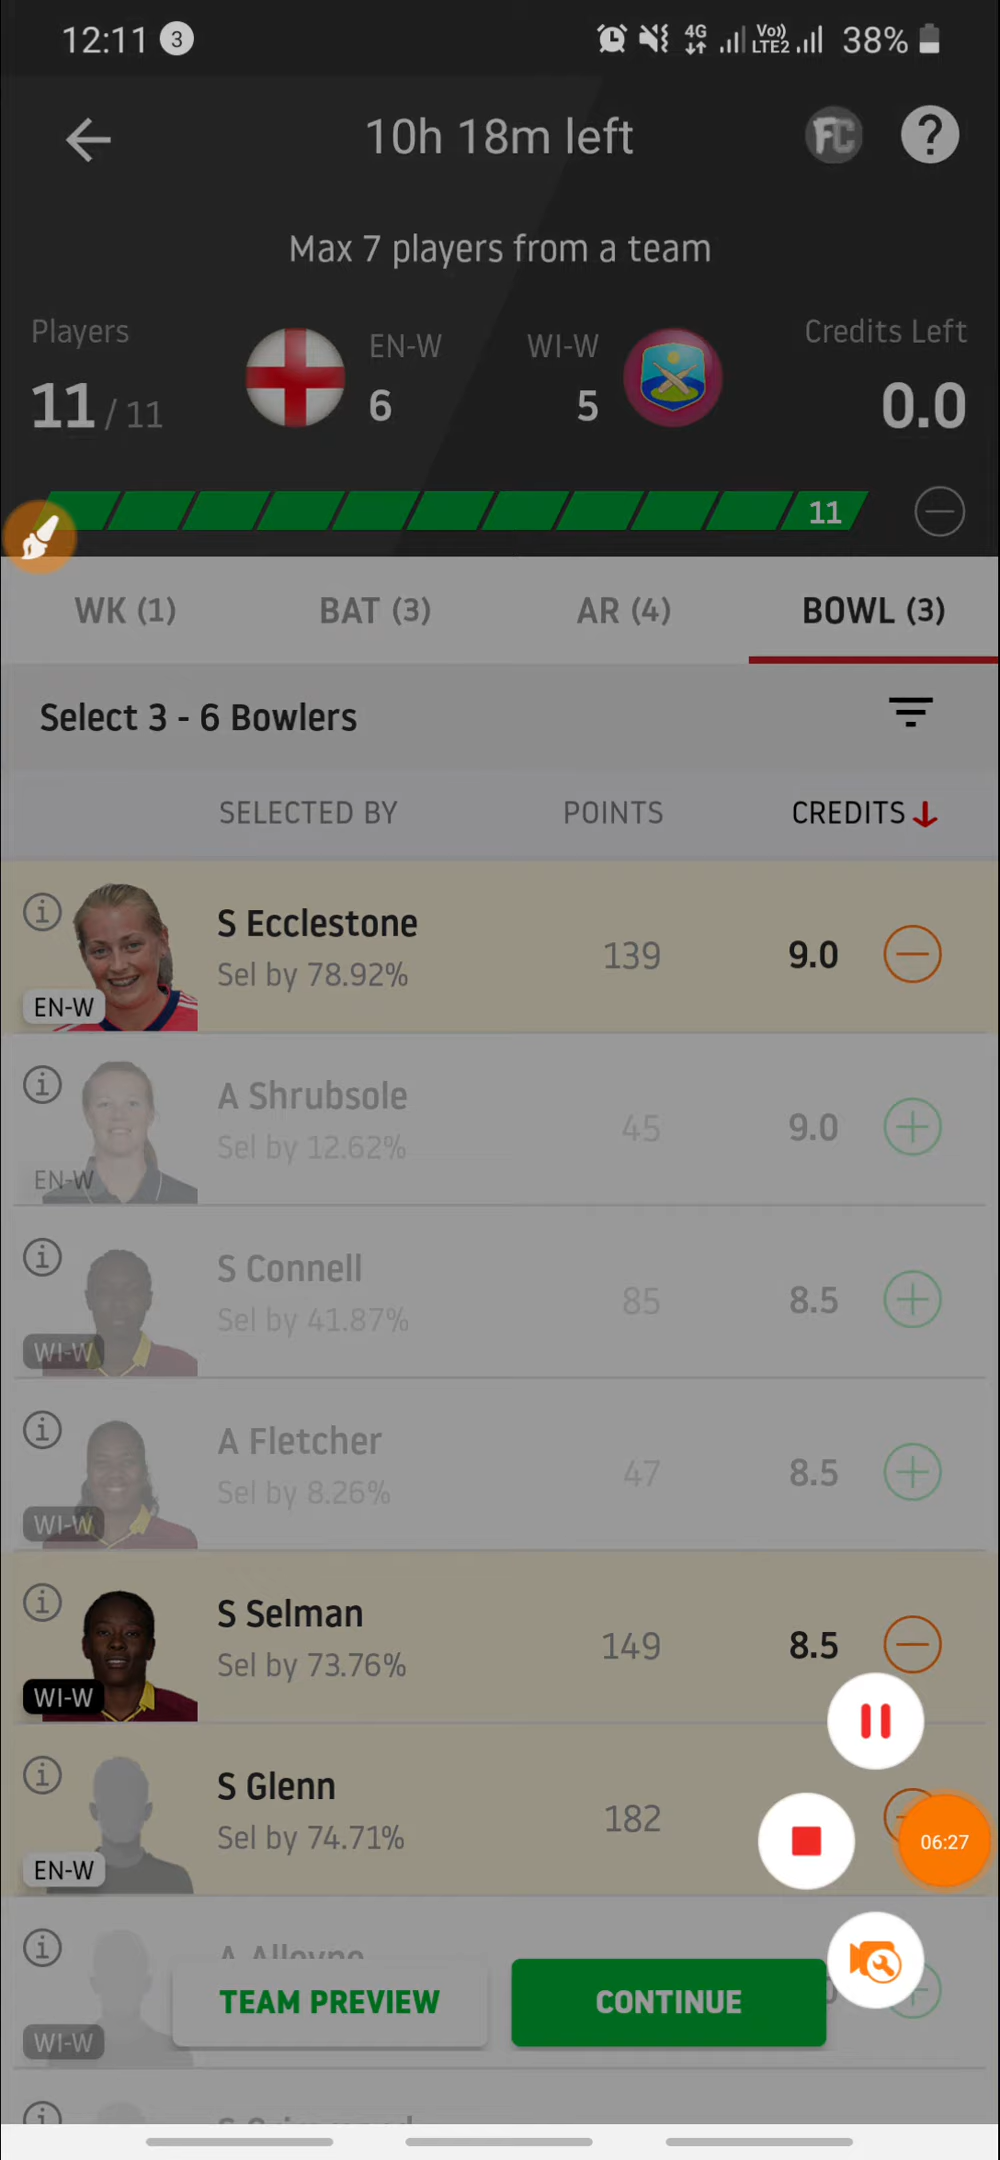 12:11 3 4G Vo)) LTE2 38%
10h 18m left FC ?
Max 7 players from a team
Players EN-W WI-W Credits Left
11 / 11 6 5 0.0
11
WK (1) BAT (3) AR (4) BOWL (3)
Select 3 - 6 Bowlers
SELECTED BY POINTS CREDITS
S Ecclestone
139 9.0
Sel by 78.92%
EN-W
A Shrubsole
45 9.0
Sel by 12.62%
EN-W
S Connell
85 8.5
Sel by 41.87%
WI-W
A Fletcher
47 8.5
Sel by 8.26%
WI-W
S Selman
149 8.5
Sel by 73.76%
WI-W
S Glenn
182
Sel by 74.71%
06:27
EN-W
A Alleyne
TEAM PREVIEW CONTINUE
WI-W